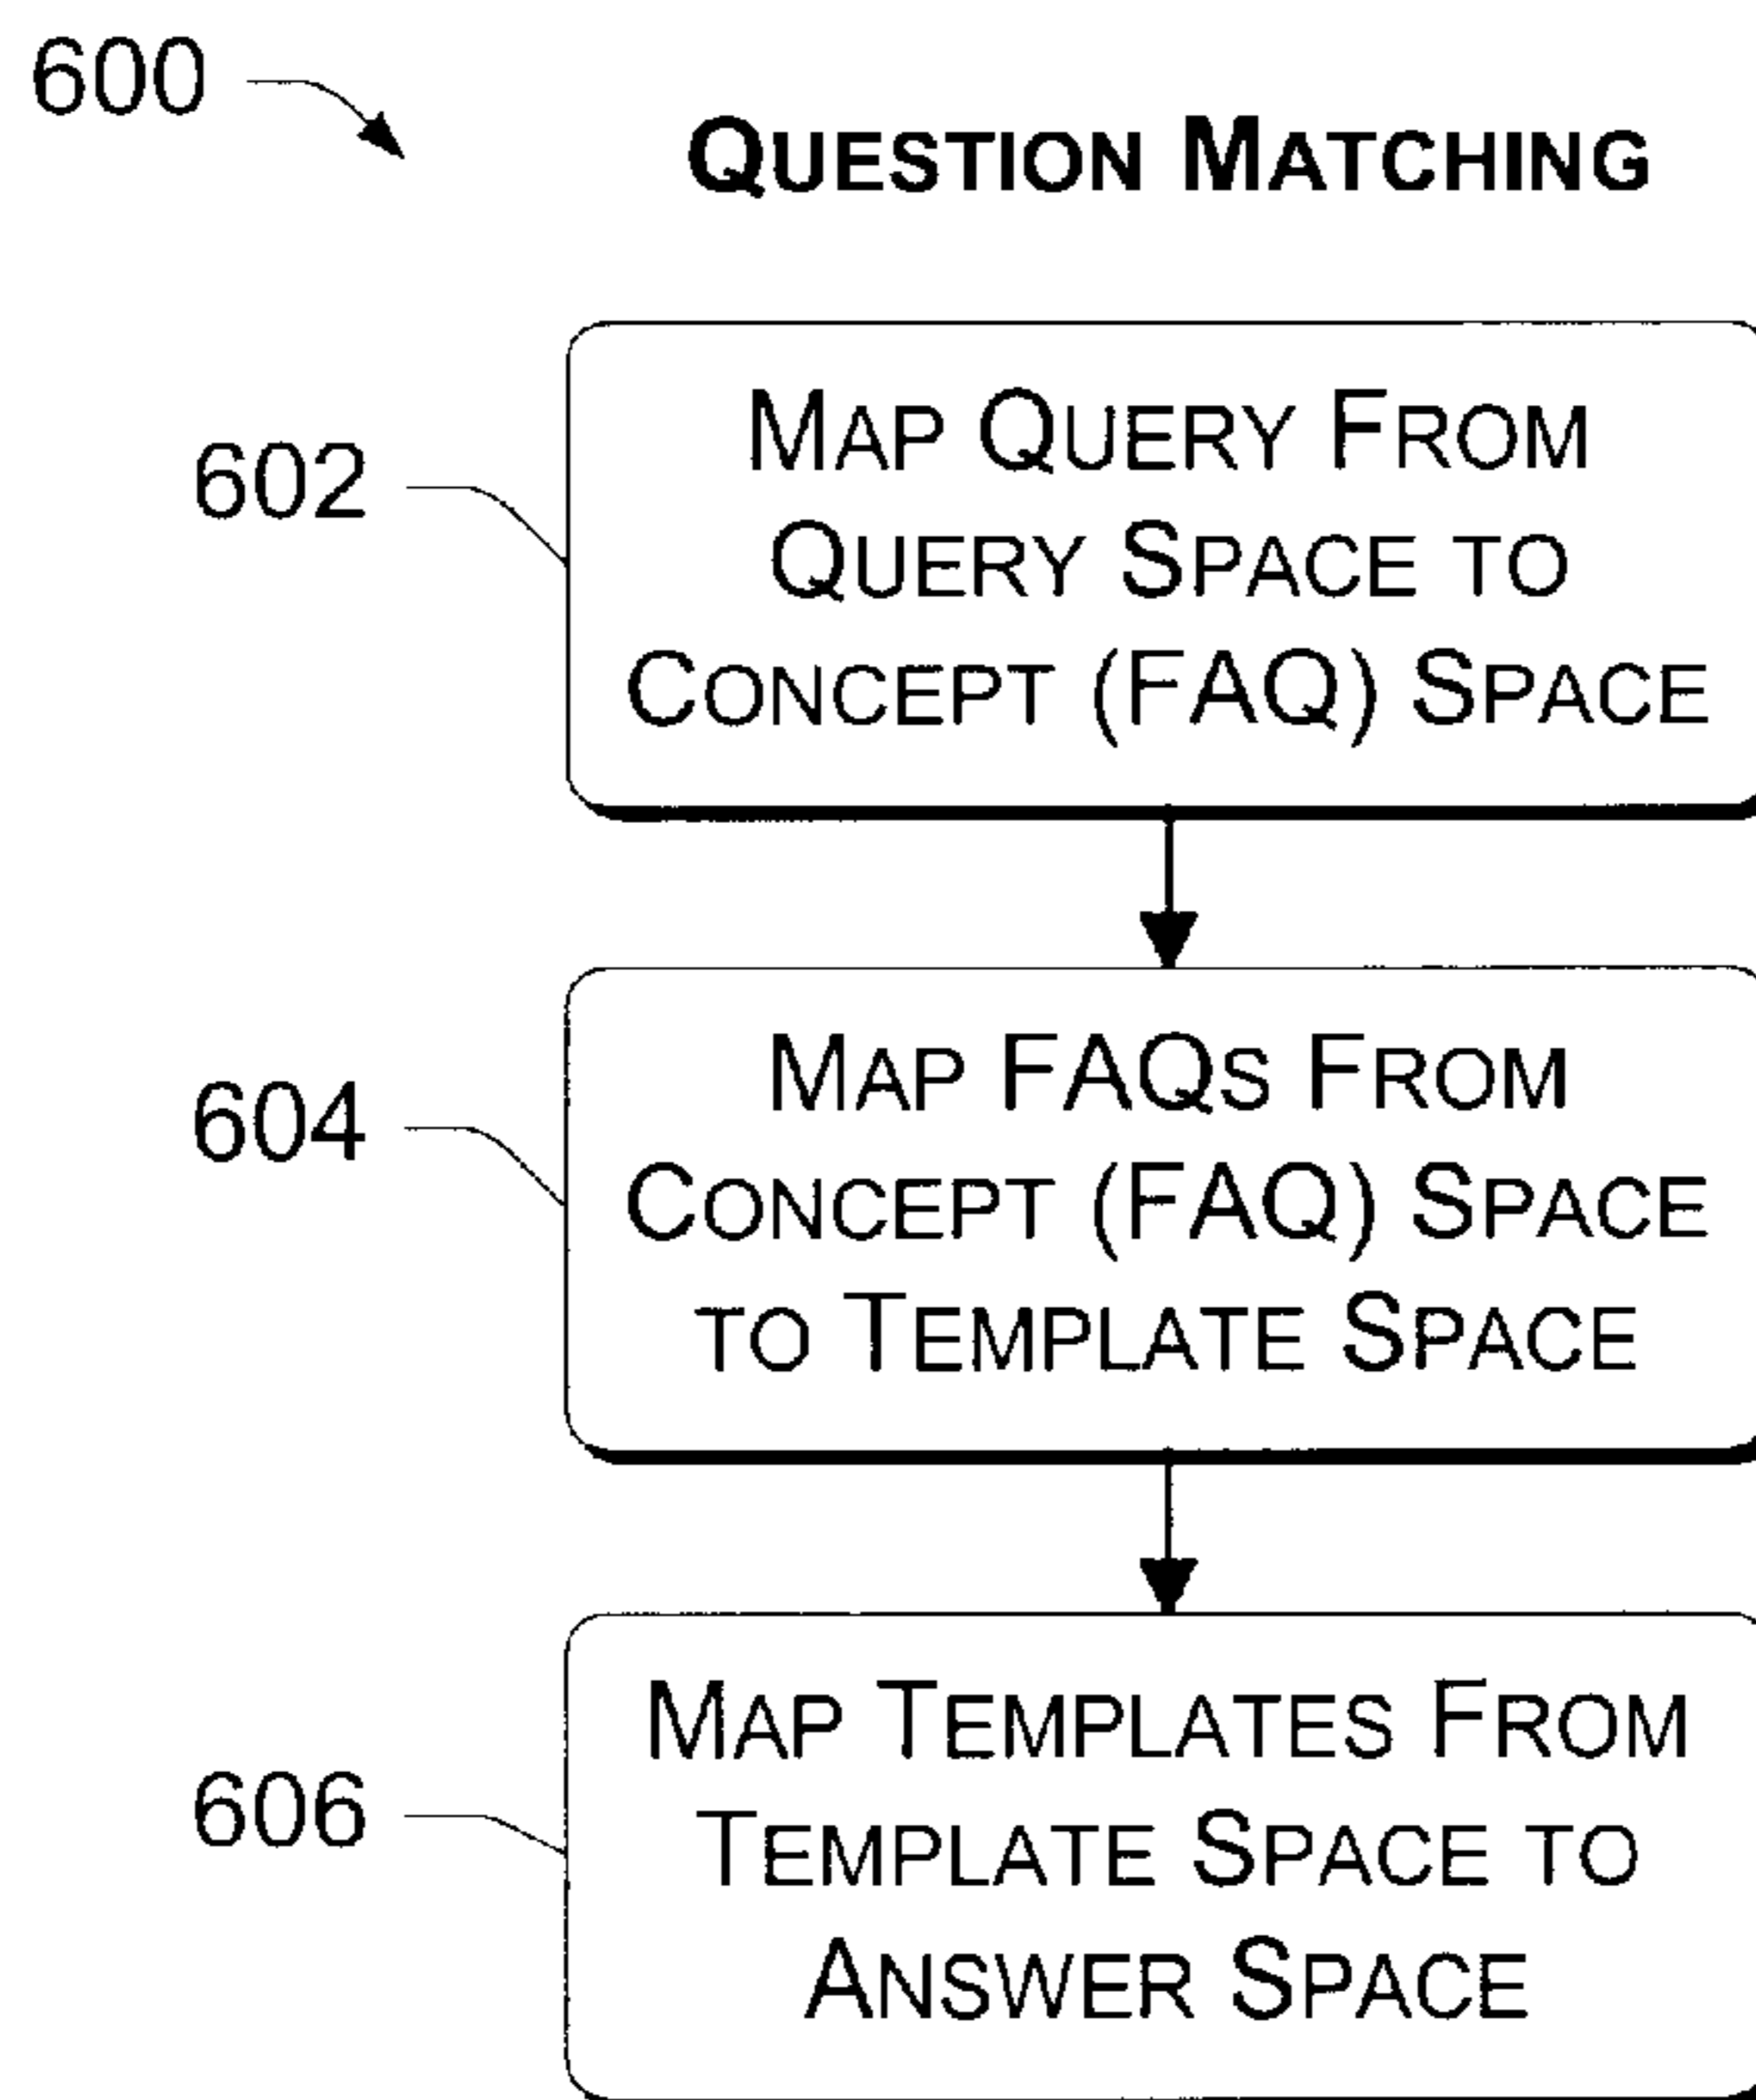 600
QUESTION MATCHING
602
MAP QUERY FROM
QUERY SPACE TO
CONCEPT (FAQ) SPACE
604
MAP FAQS FROM
CONCEPT (FAQ) SPACE
TO TEMPLATE SPACE
606
MAP TEMPLATES FROM
TEMPLATE SPACE TO
ANSWER SPACE